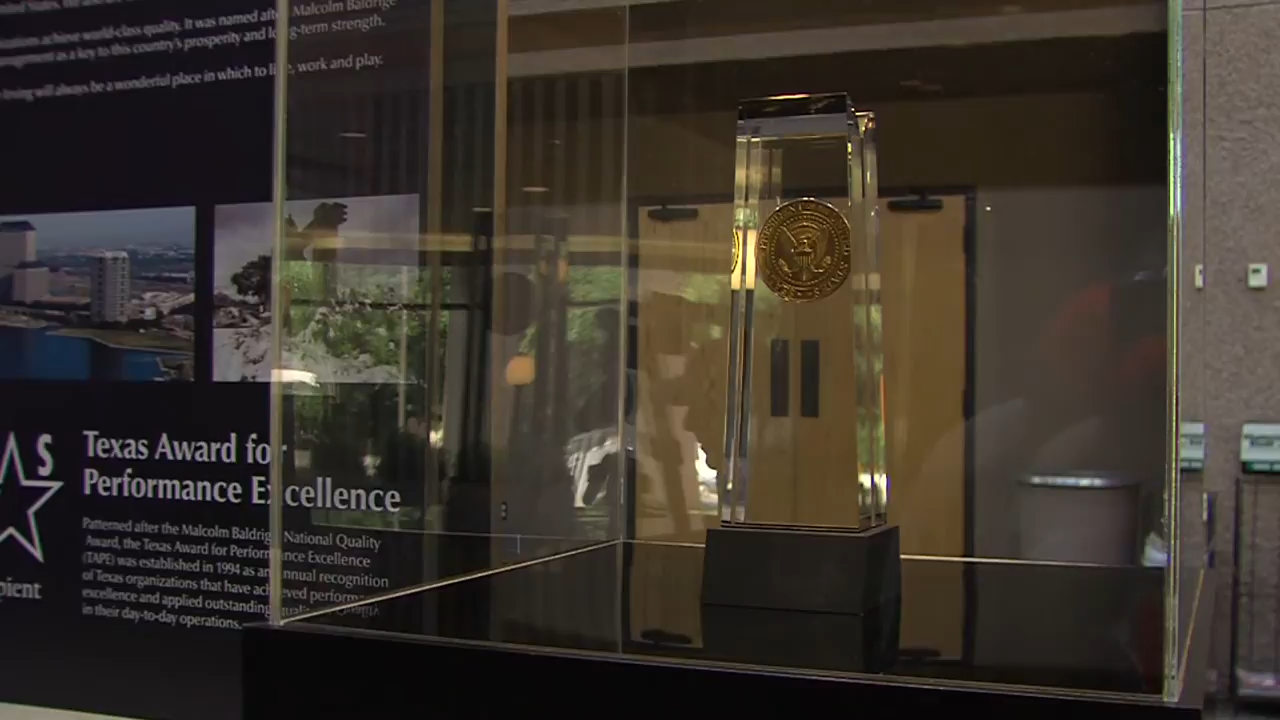 ations achieve world-class quality. It was named after Malcolm Baldrige
agement as a key to this country's prosperity and long-term strength.
Irving will always be a wonderful place in which to live, work and play.
AS
Texas Award for
Performance Excellence
Patterned after the Malcolm Baldrige National Quality
Award, the Texas Award for Performance Excellence
(TAPE) was established in 1994 as an annual recognition
of Texas organizations that have achieved performance
excellence and applied outstanding quality
in their day-to-day operations.
pient